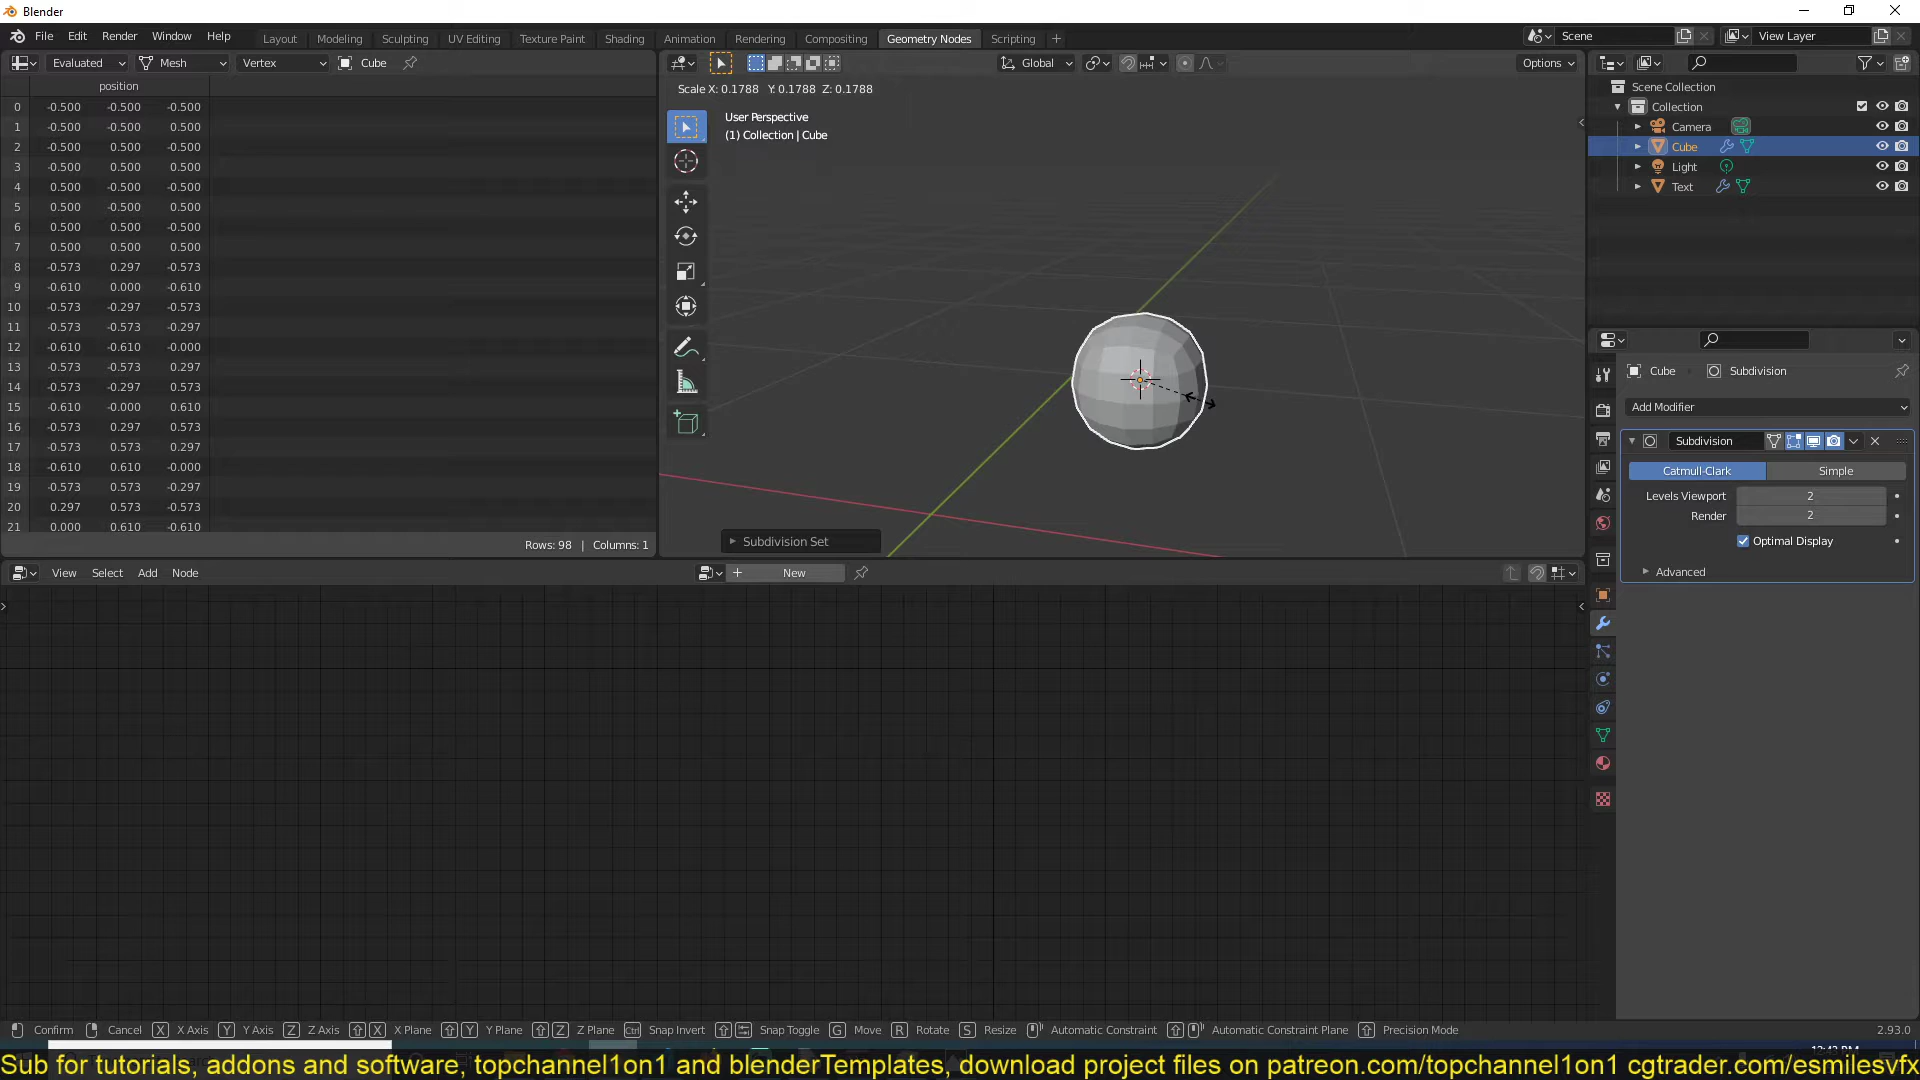 Blender
File Edit Render Window Help Layout Modeling Sculpting UV Editing Texture Paint Shading Animation Rendering Compositing Geometry Nodes Scripting + Scene View Layer
Evaluated Mesh Vertex Cube Global Options
position
0 -0.500 -0.500 -0.500
1 -0.500 -0.500 0.500
2 -0.500 0.500 -0.500
3 -0.500 0.500 0.500
4 0.500 -0.500 -0.500
5 0.500 -0.500 0.500
6 0.500 0.500 -0.500
7 0.500 0.500 0.500
8 -0.573 0.297 -0.573
9 -0.610 0.000 -0.610
10 -0.573 -0.297 -0.573
11 -0.573 -0.573 -0.297
12 -0.610 -0.610 -0.000
13 -0.573 -0.573 0.297
14 -0.573 -0.297 0.573
15 -0.610 -0.000 0.610
16 -0.573 0.297 0.573
17 -0.573 0.573 0.297
18 -0.610 0.610 -0.000
19 -0.573 0.573 -0.297
20 0.297 0.573 -0.573
21 0.000 0.610 -0.610
Rows: 98 | Columns: 1
Scale X: 0.1788 Y: 0.1788 Z: 0.1788
User Perspective
(1) Collection | Cube
Subdivision Set
Scene Collection
Collection
Camera
Cube
Light
Text
Cube Subdivision
Add Modifier
Subdivision
Catmull-Clark Simple
Levels Viewport 2
Render 2
Optimal Display
Advanced
View Select Add Node New
Confirm Cancel X X Axis Y Y Axis Z Z Axis X X Plane Y Y Plane Z Z Plane Ctrl Snap Invert Snap Toggle G Move R Rotate S Resize Automatic Constraint Automatic Constraint Plane Precision Mode 2.93.0
Sub for tutorials, addons and software, topchannel1on1 and blenderTemplates, download project files on patreon.com/topchannel1on1 cgtrader.com/esmilesvfx